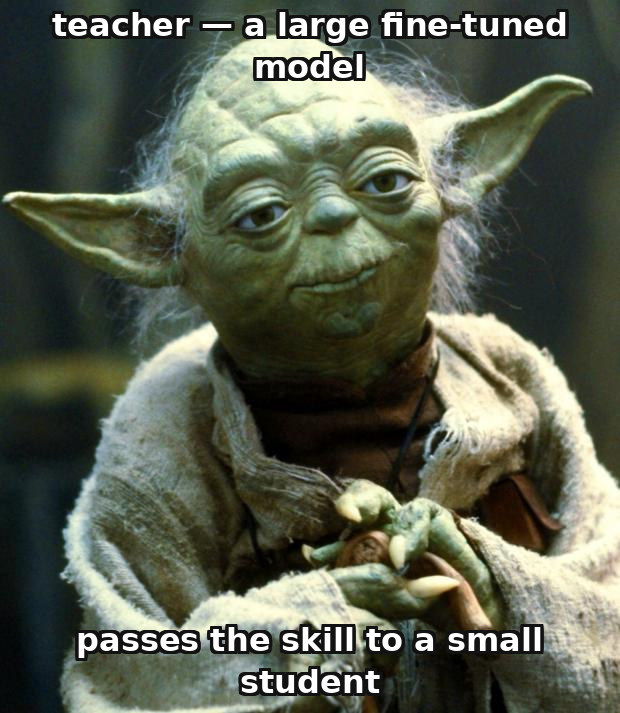 teacher — a large fine-tuned
model
passes the skill to a small
student